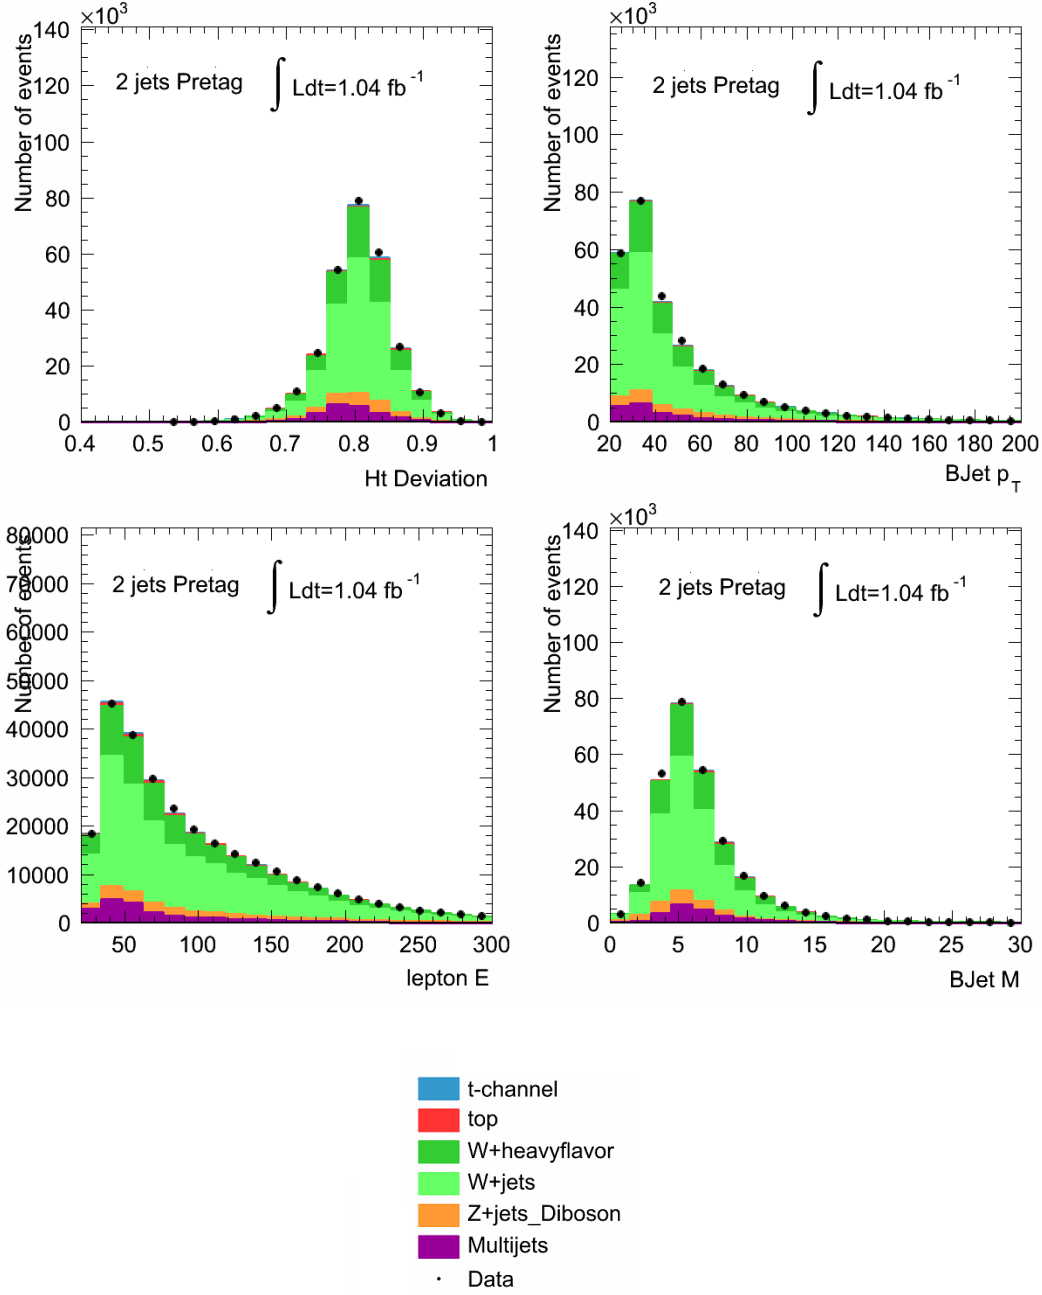 ×10³
140
120
100
80
60
40
20
0
Number of events
2 jets Pretag ∫ Ldt=1.04 fb⁻¹
0.4 0.5 0.6 0.7 0.8 0.9 1
Ht Deviation
×10³
120
100
80
60
40
20
0
Number of events
2 jets Pretag ∫ Ldt=1.04 fb⁻¹
20 40 60 80 100 120 140 160 180 200
BJet p_T
80000
70000
60000
50000
40000
30000
20000
10000
0
Number of events
2 jets Pretag ∫ Ldt=1.04 fb⁻¹
50 100 150 200 250 300
lepton E
×10³
140
120
100
80
60
40
20
0
Number of events
2 jets Pretag ∫ Ldt=1.04 fb⁻¹
0 5 10 15 20 25 30
BJet M
t-channel
top
W+heavyflavor
W+jets
Z+jets_Diboson
Multijets
Data